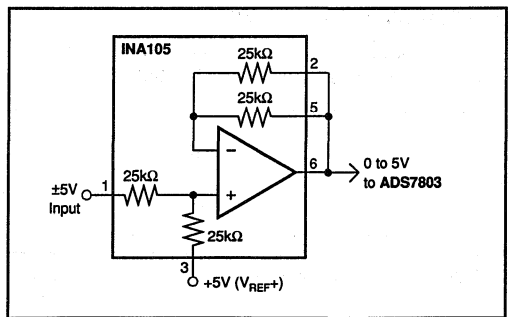 INA105
25kΩ
2
25kΩ
5
−
6
0 to 5V
to ADS7803
25kΩ
1
±5V
Input
+
25kΩ
3
+5V (VREF+)